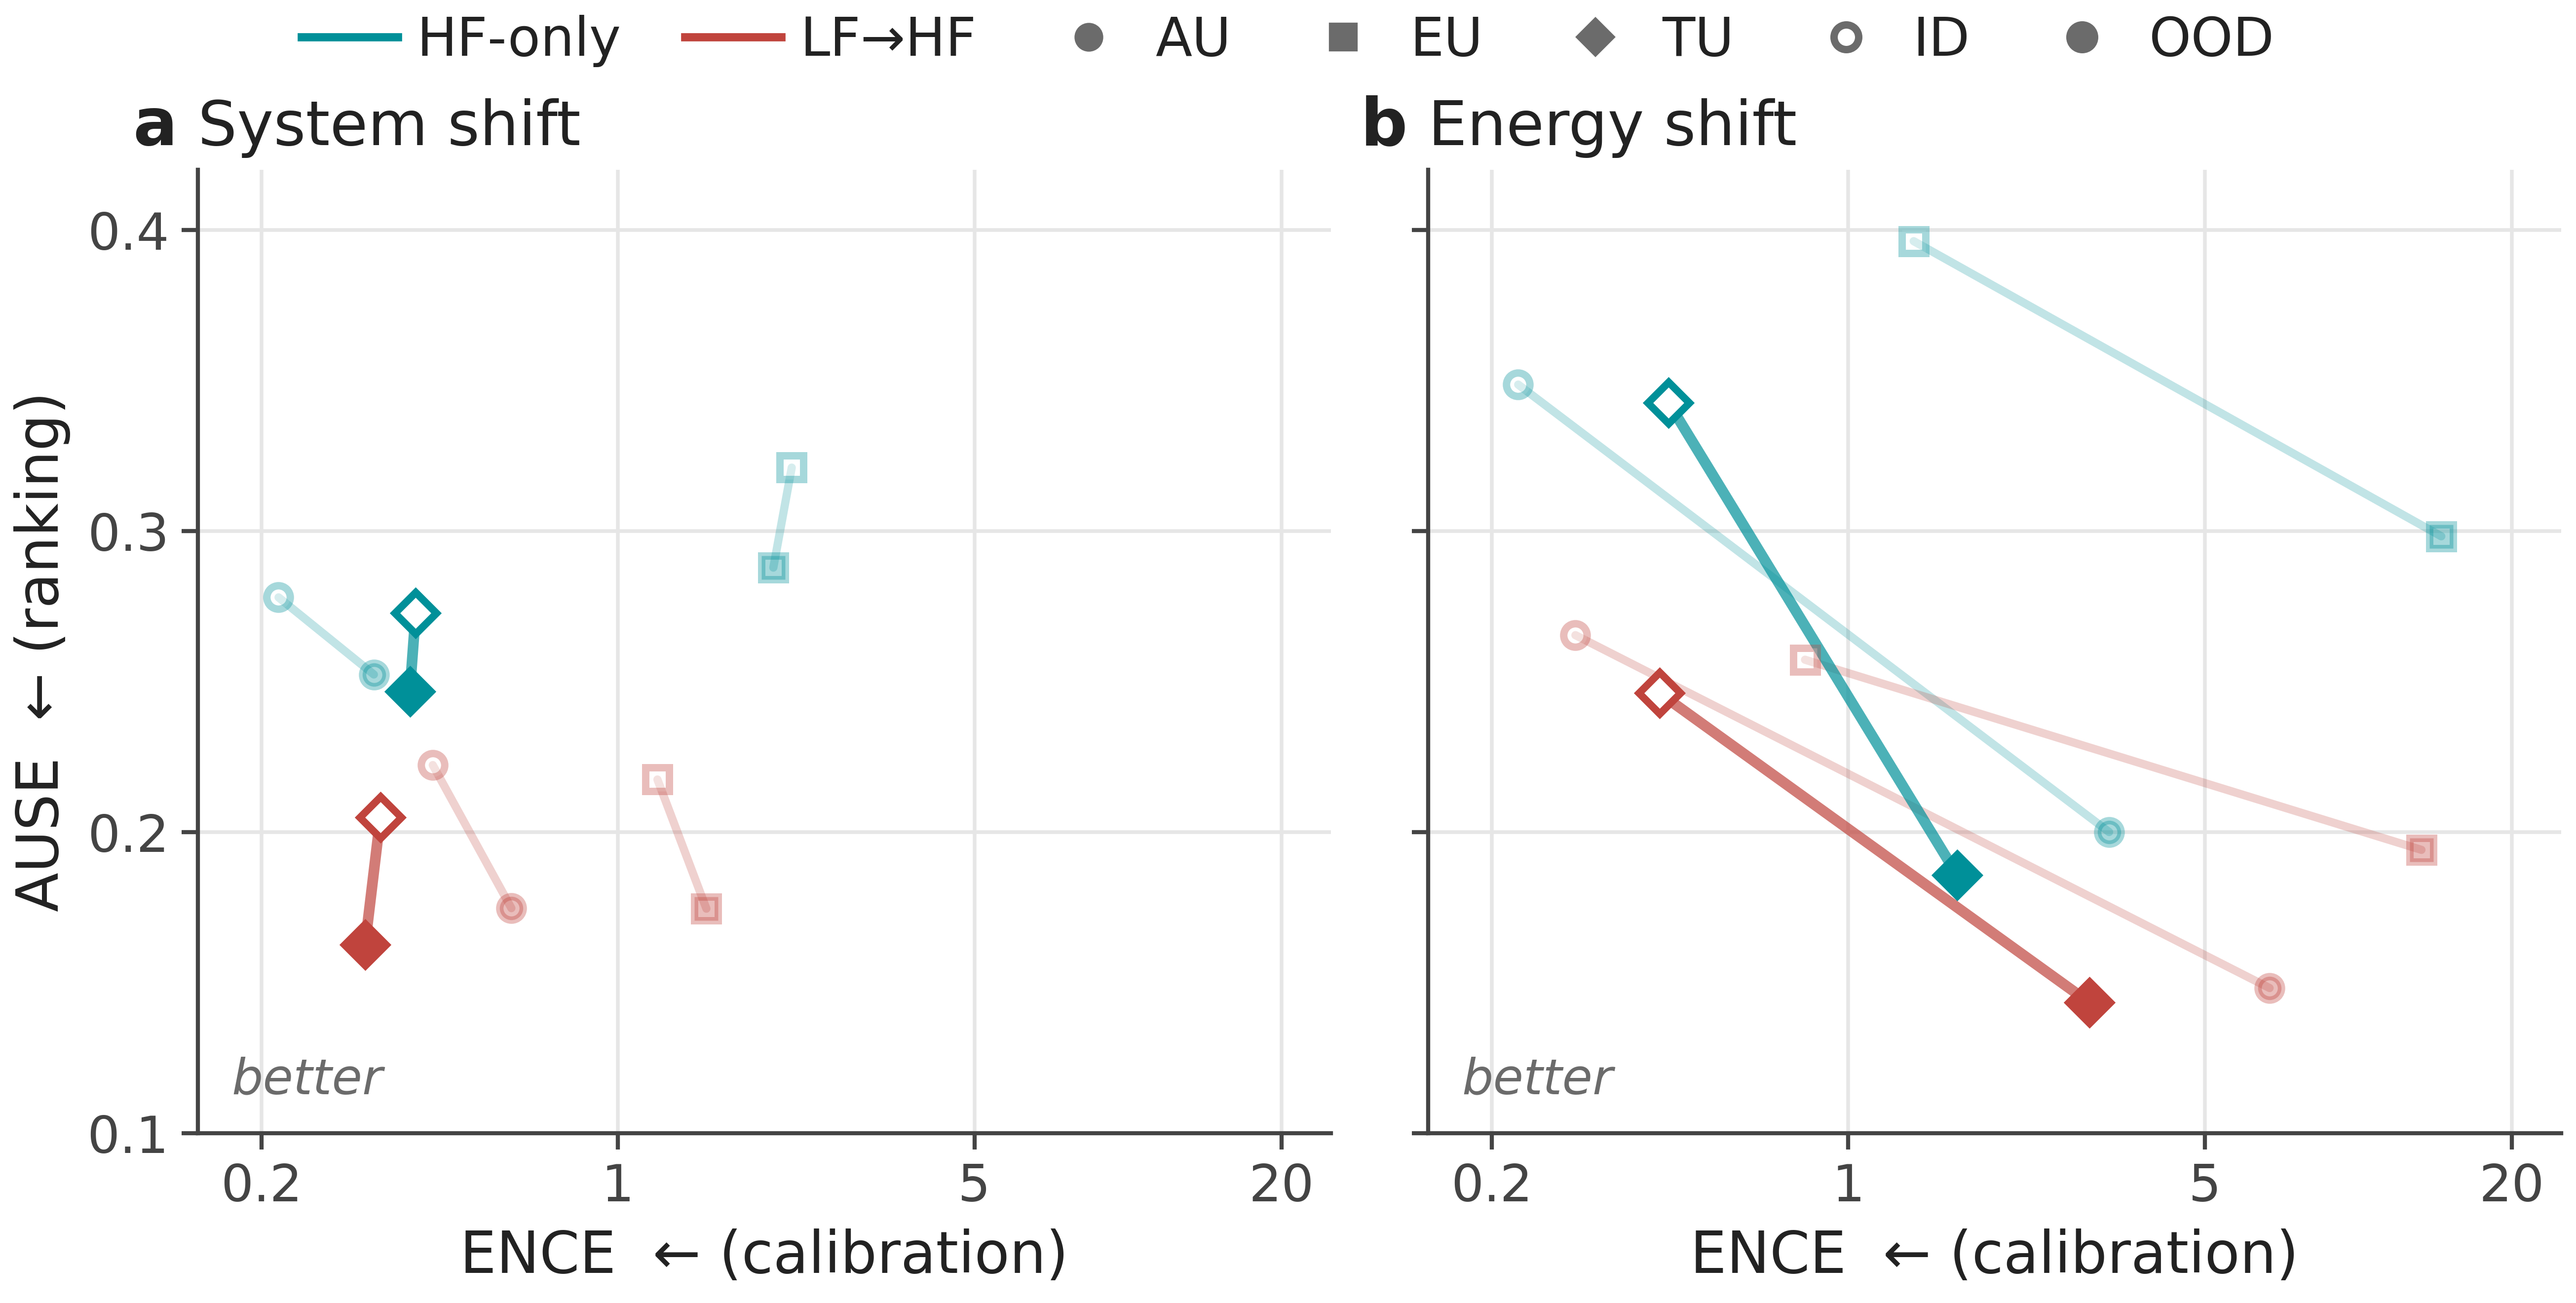 HF-only LF→HF AU EU TU ID OOD
a System shift
b Energy shift
AUSE ← (ranking)
0.4
0.3
0.2
0.1
better
better
0.2 1 5 20
0.2 1 5 20
ENCE ← (calibration)
ENCE ← (calibration)